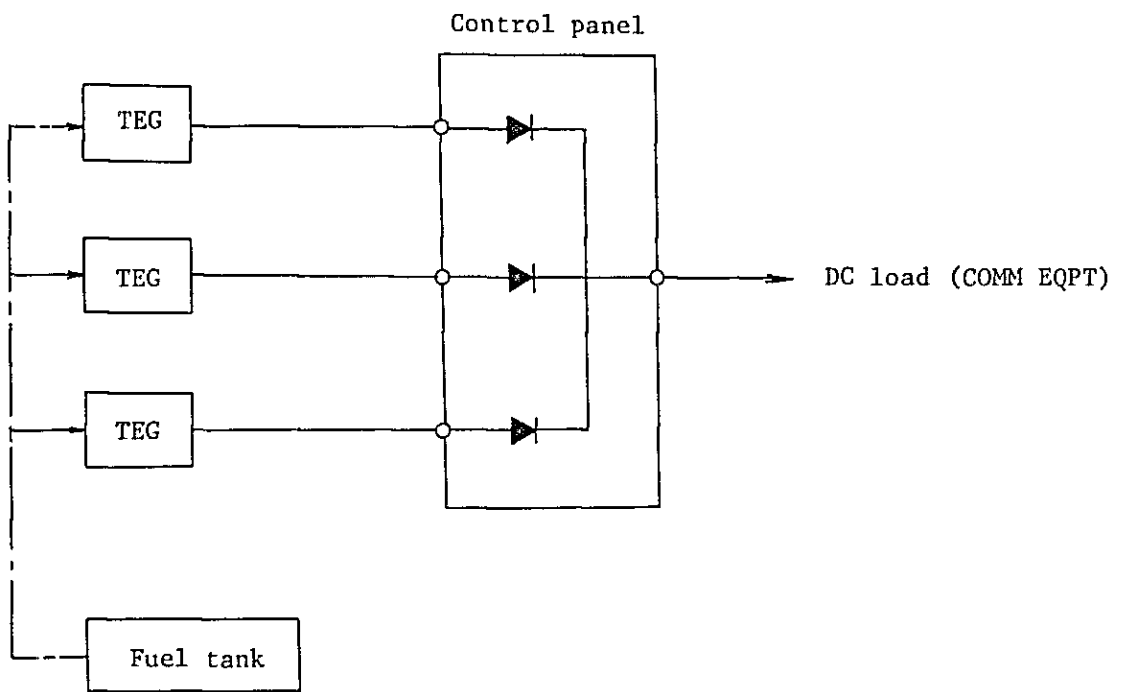 Control panel
TEG
TEG
DC load (COMM EQPT)
TEG
Fuel tank